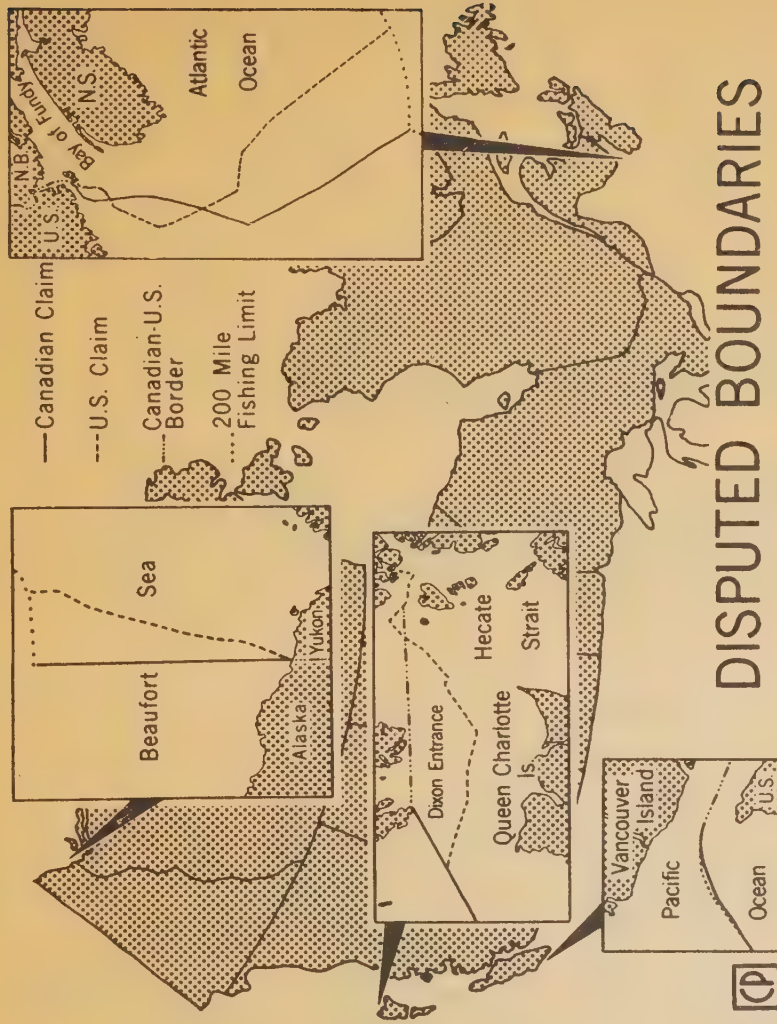 Beaufort
Sea
Alaska
Yukon
— Canadian Claim
--- U.S. Claim
Canadian-U.S.
Border
200 Mile
Fishing Limit
N.B.
U.S.
Bay of Fundy
N.S.
Atlantic
Ocean
Dixon Entrance
Hecate
Strait
Queen Charlotte
Is.
Vancouver
Island
Pacific
Ocean
U.S.
CP
DISPUTED BOUNDARIES